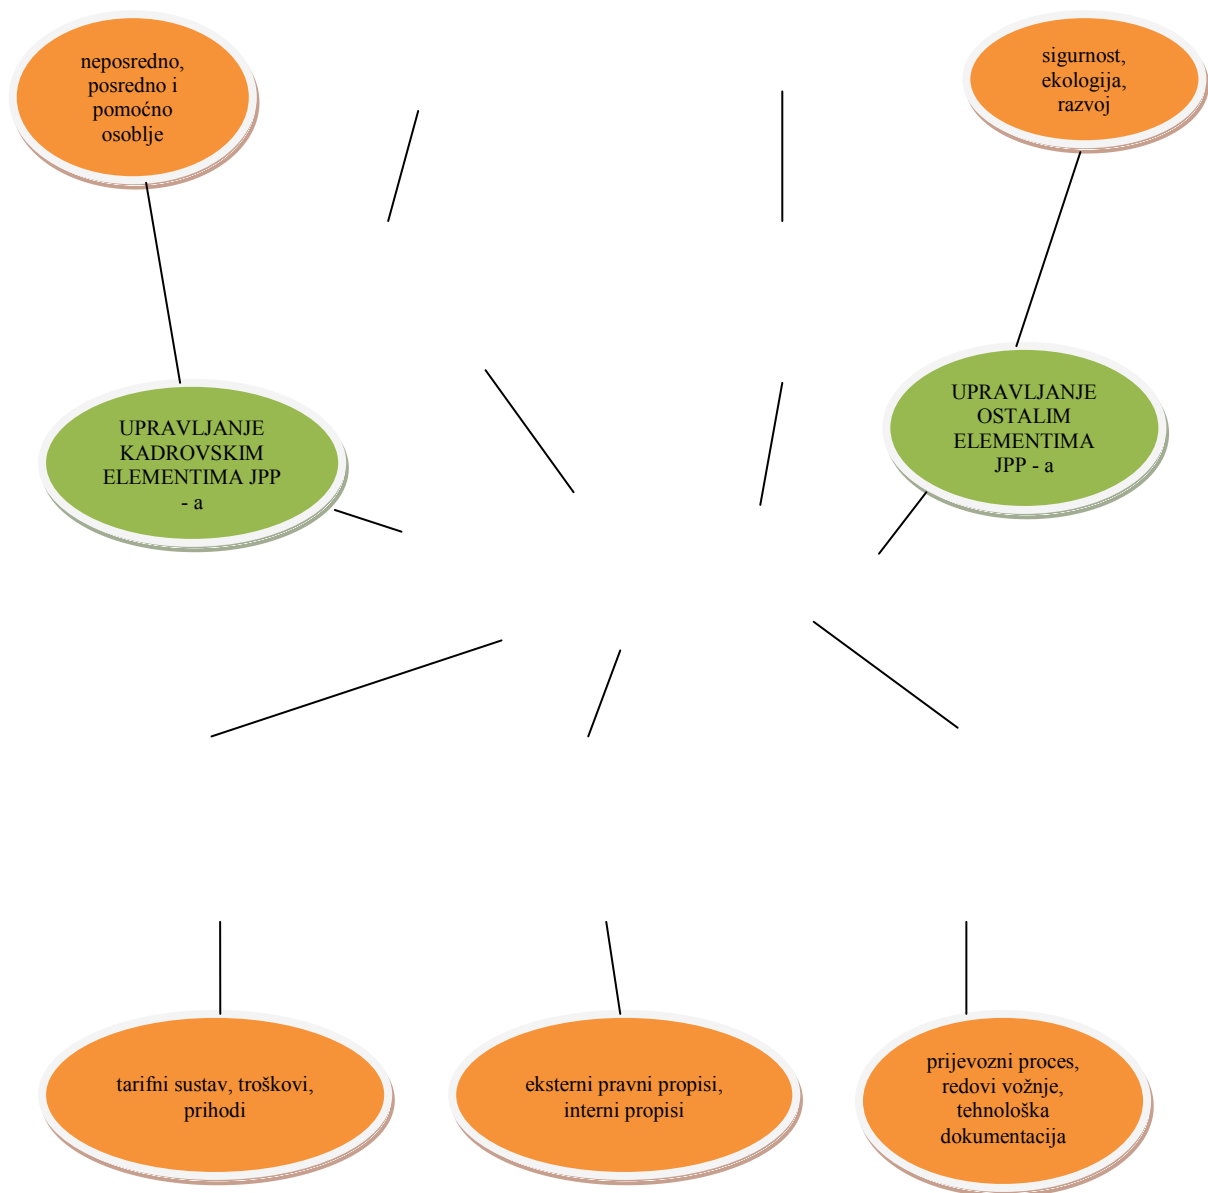 neposredno,
posredno i
pomoćno
osoblje
sigurnost,
ekologija,
razvoj
UPRAVLJANJE
KADROVSKIM
ELEMENTIMA JPP
- a
UPRAVLJANJE
OSTALIM
ELEMENTIMA
JPP - a
tarifni sustav, troškovi,
prihodi
eksterni pravni propisi,
interni propisi
prijevozni proces,
redovi vožnje,
tehnološka
dokumentacija